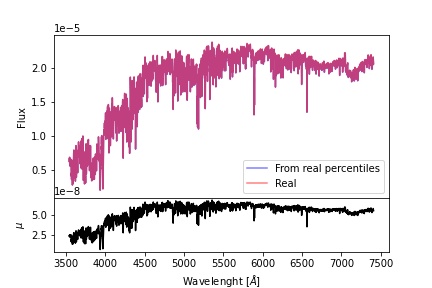 1e−5
2.0
1.5
1.0
0.5
Flux
From real percentiles
Real
1e−8
5.0
2.5
μ
3500 4000 4500 5000 5500 6000 6500 7000 7500
Wavelenght [Å]